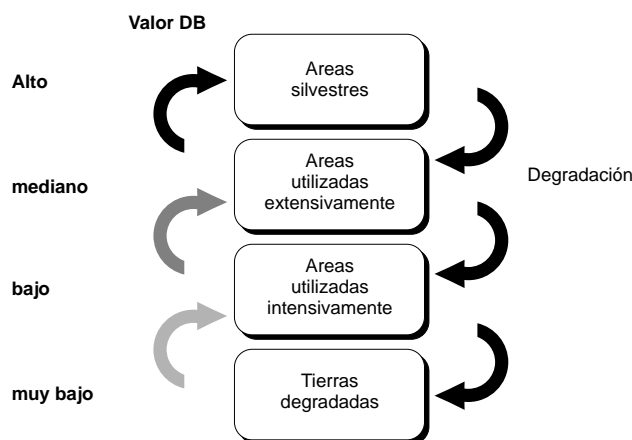 Valor DB
Alto
Areas
silvestres
mediano
Areas
utilizadas
extensivamente
Degradación
bajo
Areas
utilizadas
intensivamente
muy bajo
Tierras
degradadas